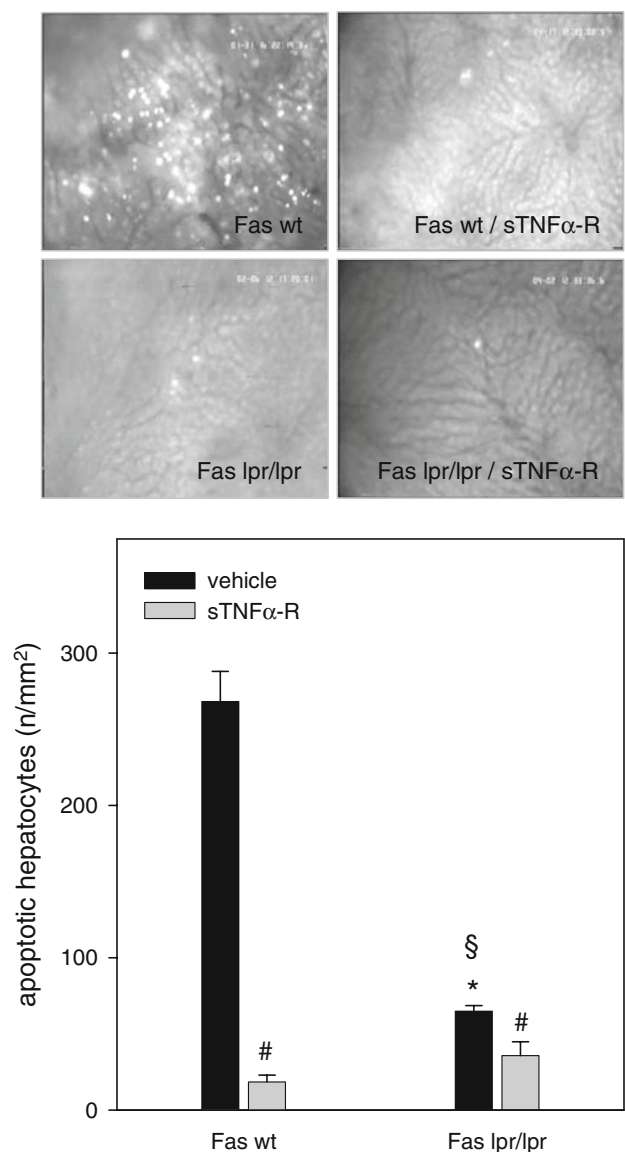 Fas wt
Fas wt / sTNFα-R
Fas lpr/lpr
Fas lpr/lpr / sTNFα-R
vehicle
sTNFα-R
apoptotic hepatocytes (n/mm²)
300
200
100
0
#
§
*
#
Fas wt
Fas lpr/lpr